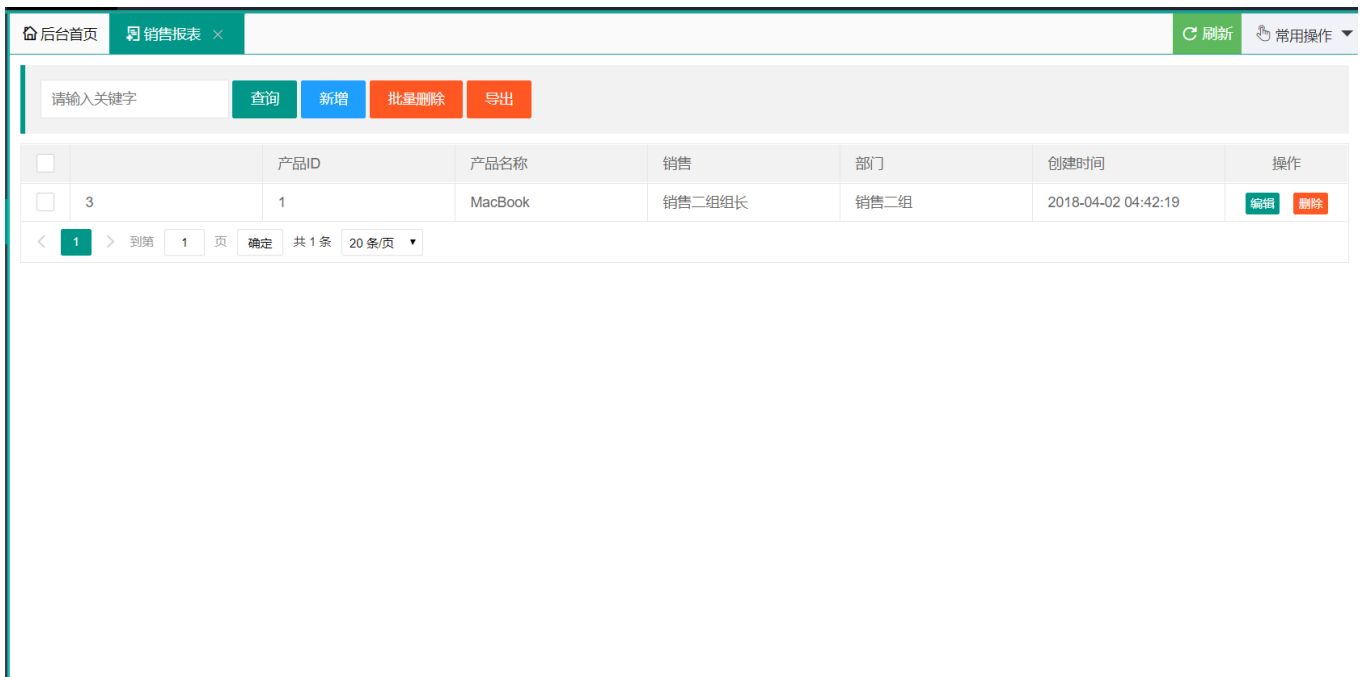 后台首页 销售报表 刷新 常用操作
请输入关键字 查询 新增 批量删除 导出
产品ID 产品名称 销售 部门 创建时间 操作
3 1 MacBook 销售二组组长 销售二组 2018-04-02 04:42:19 编辑 删除
1 到第 1 页 确定 共 1 条 20 条/页